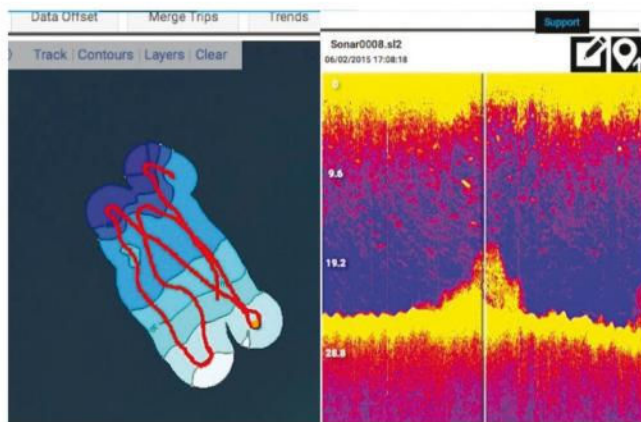 Data Offset
Merge Trips
Trends
Track | Contours | Layers | Clear
Support
Sonar0008.sl2
06/02/2015 17:08:18
9.6
19.2
28.8